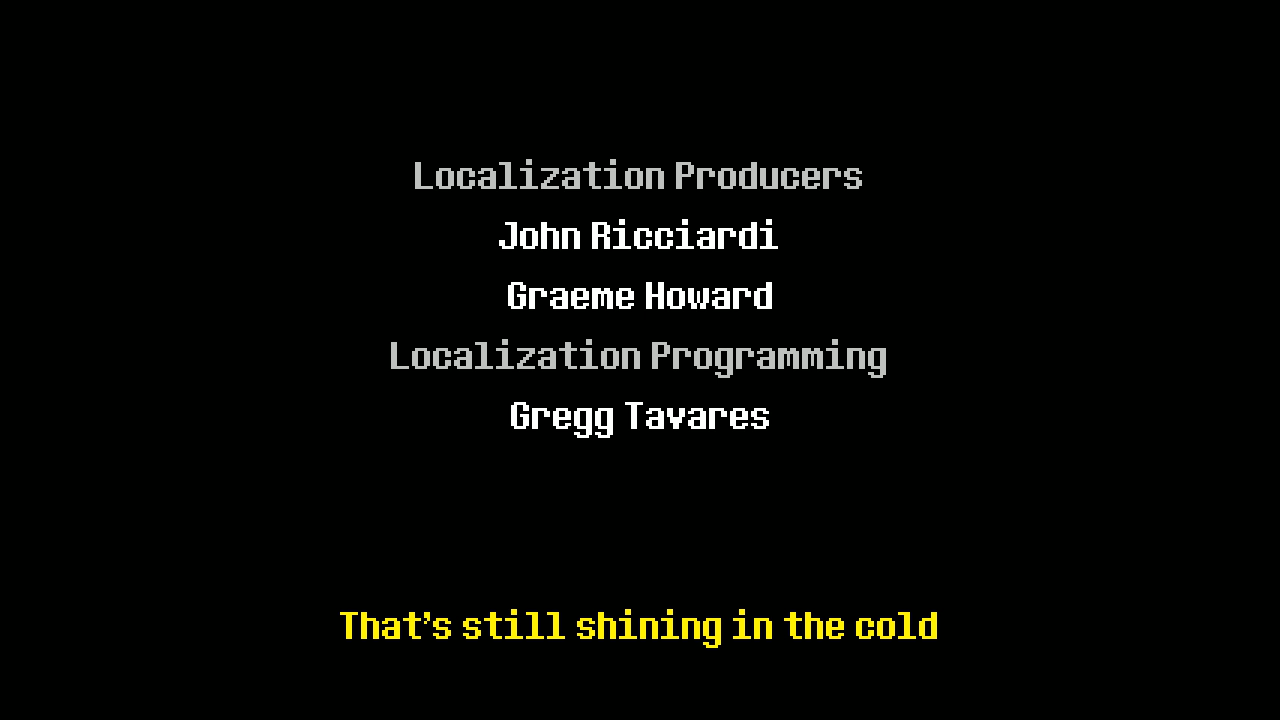 Localization Producers
John Ricciardi
Graeme Howard
Localization Programming
Gregg Tavares
That's still shining in the cold